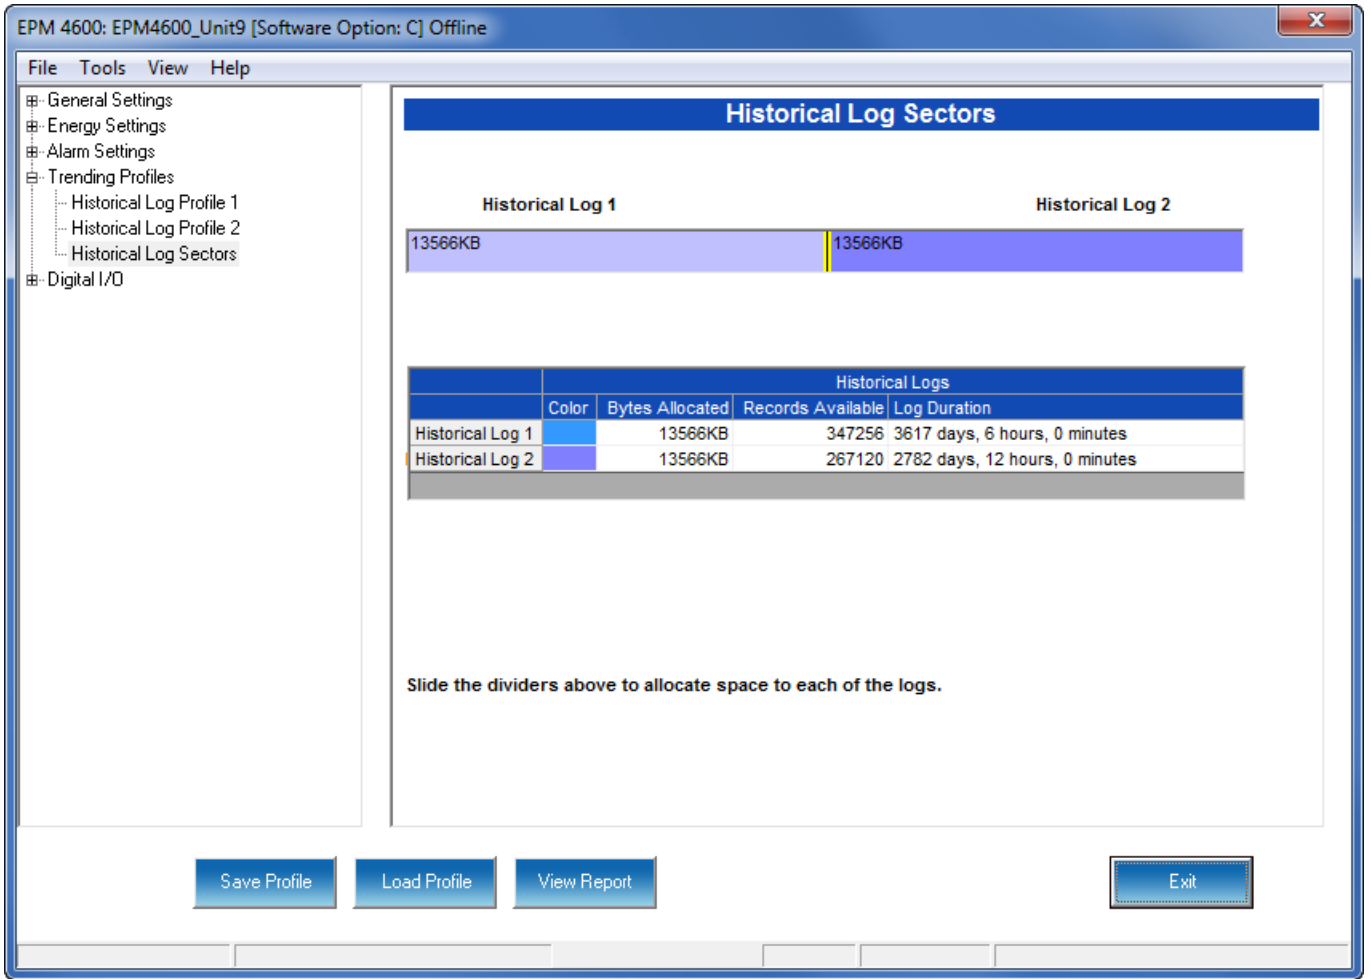 EPM 4600: EPM4600_Unit9 [Software Option: C] Offline
File Tools View Help
General Settings
Energy Settings
Alarm Settings
Trending Profiles
Historical Log Profile 1
Historical Log Profile 2
Historical Log Sectors
Digital I/O
Historical Log Sectors
Historical Log 1 Historical Log 2
13566KB 13566KB
Historical Logs
Color Bytes Allocated Records Available Log Duration
Historical Log 1 13566KB 347256 3617 days, 6 hours, 0 minutes
Historical Log 2 13566KB 267120 2782 days, 12 hours, 0 minutes
Slide the dividers above to allocate space to each of the logs.
Save Profile Load Profile View Report Exit